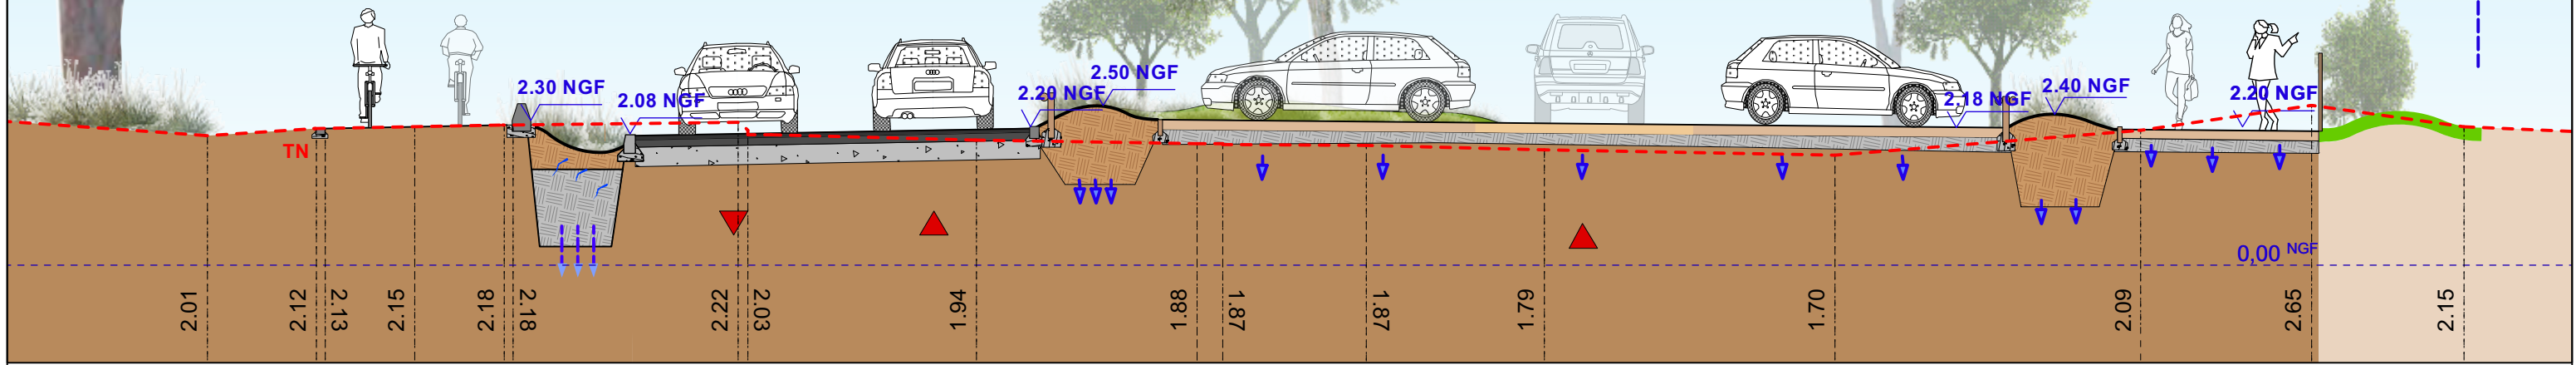 2.50 NGF
2.30 NGF
2.40 NGF
2.08 NGF
2.20 NGF
2.18 NGF
2.20 NGF
TN
0,00 NGF
2.01
2.12
2.13
2.15
2.18
2.18
2.22
2.03
1.94
1.88
1.87
1.87
1.79
1.70
2.09
2.65
2.15